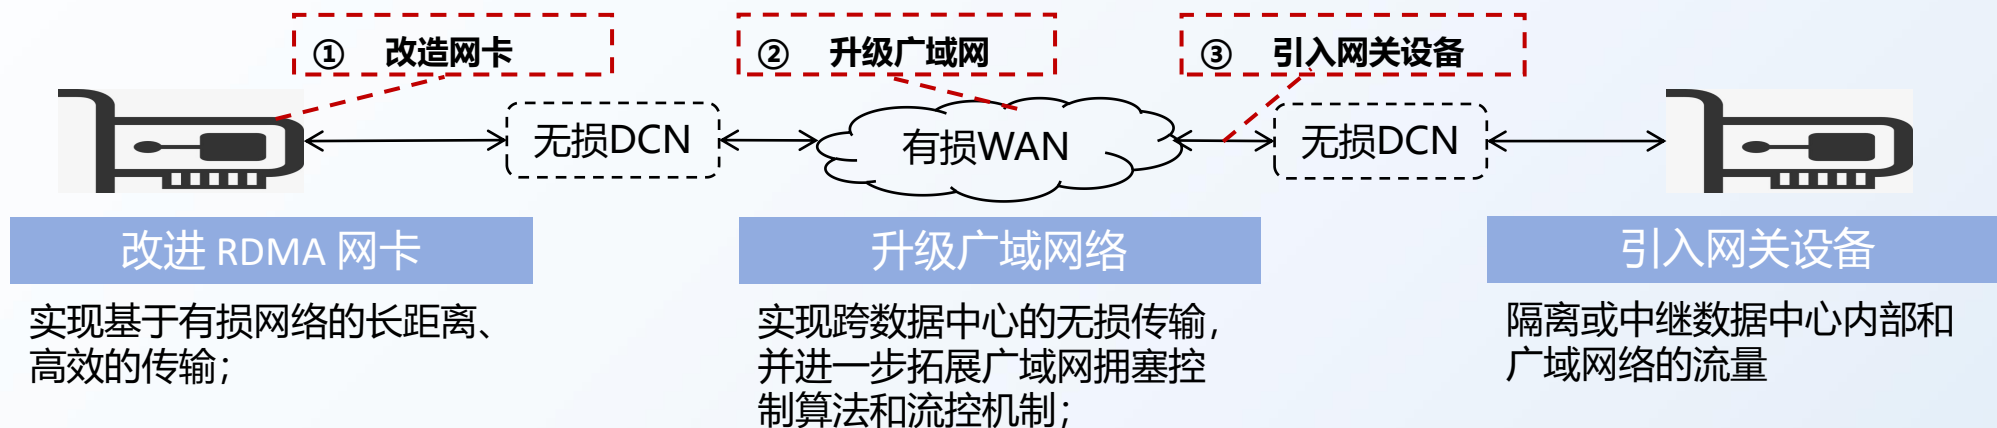 ① 改造网卡
② 升级广域网
③ 引入网关设备
无损DCN
有损WAN
无损DCN
改进 RDMA 网卡
升级广域网络
引入网关设备
实现基于有损网络的长距离、
高效的传输；
实现跨数据中心的无损传输，
并进一步拓展广域网拥塞控
制算法和流控机制；
隔离或中继数据中心内部和
广域网络的流量